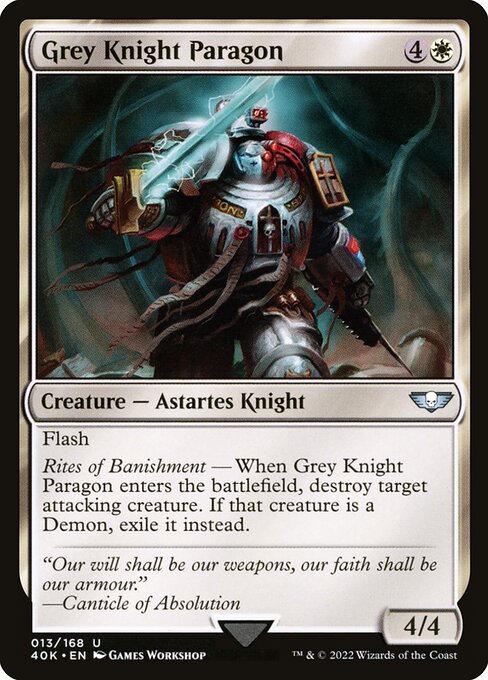 Grey Knight Paragon 4
Creature — Astartes Knight
Flash
Rites of Banishment — When Grey Knight
Paragon enters the battlefield, destroy target
attacking creature. If that creature is a
Demon, exile it instead.
“Our will shall be our weapons, our faith shall be
our armour.”
—Canticle of Absolution
4/4
013/168 U
40K • EN Games Workshop
™ & © 2022 Wizards of the Coast